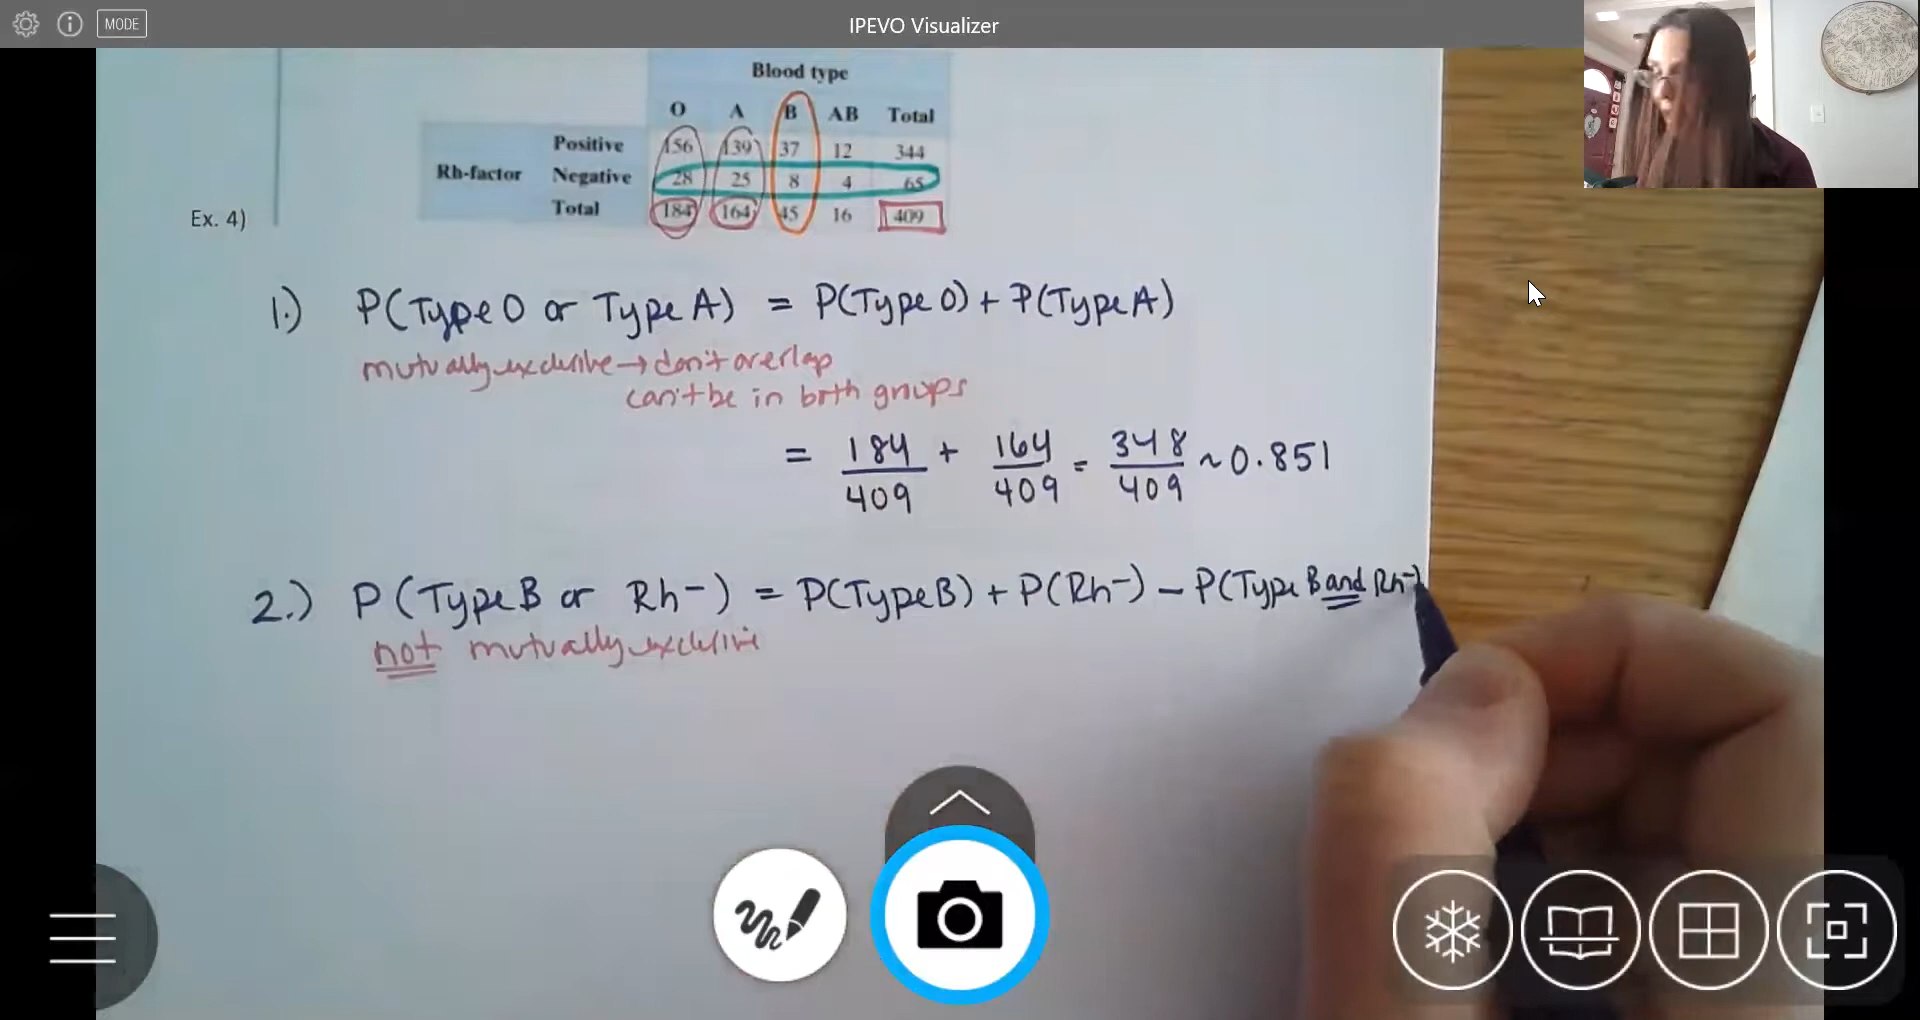 MODE
IPEVO Visualizer
Blood type
O A B AB Total
Positive 156 139 37 12 344
Rh-factor Negative 28 25 8 4 65
Total 184 164 45 16 409
Ex. 4)
1.) P(Type O or Type A) = P(Type O) + P(Type A)
mutually exclusive → don't overlap
can't be in both groups
= 184/409 + 164/409 = 348/409 ~ 0.851
2.) P(Type B or Rh-) = P(Type B) + P(Rh-) - P(Type B and Rh-)
not mutually exclusive